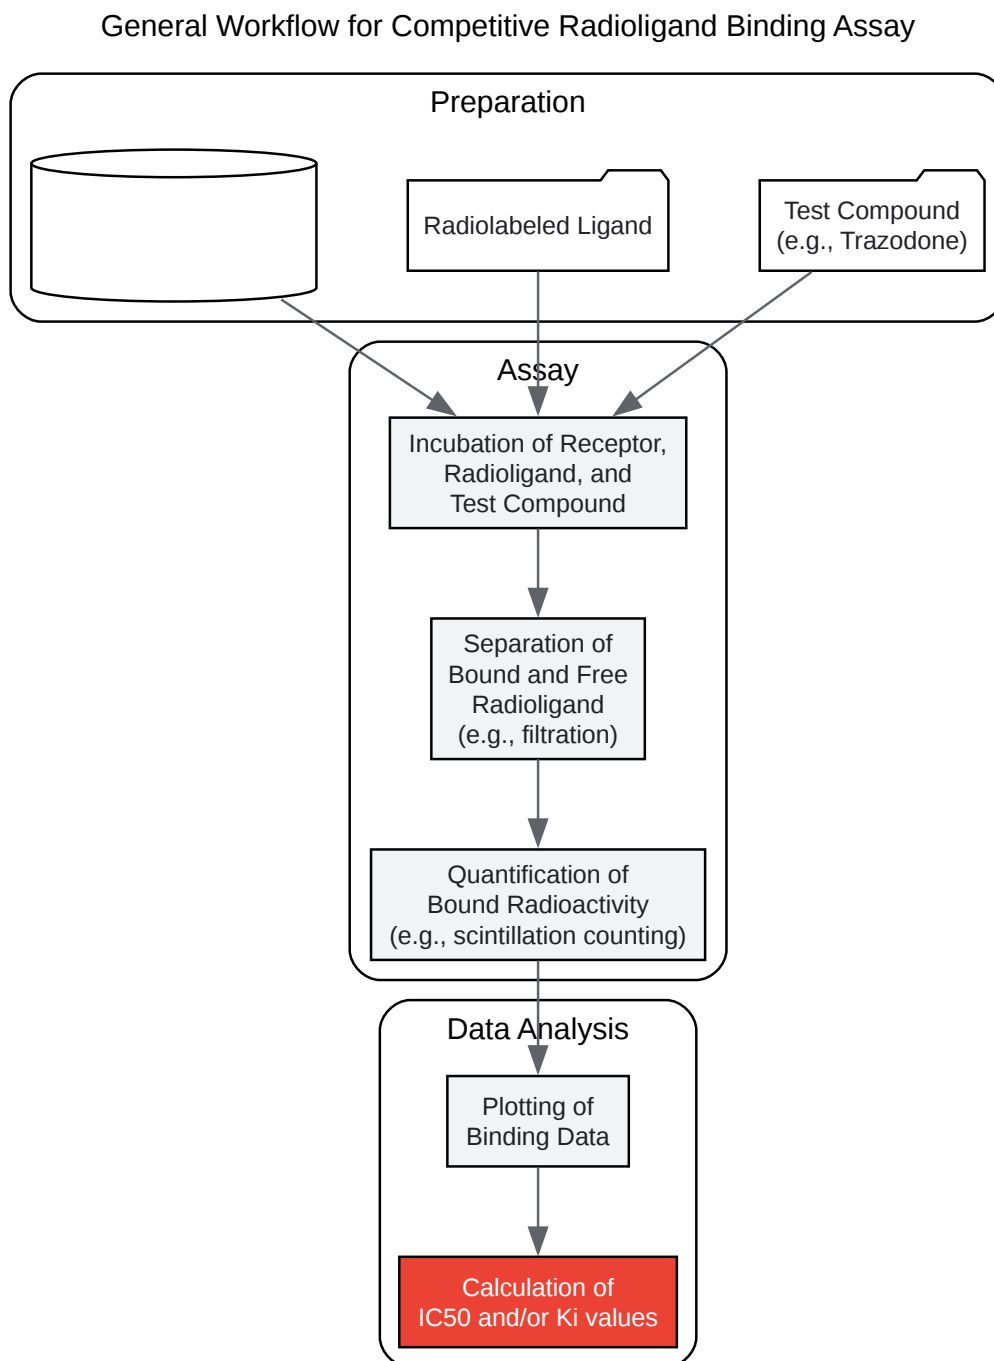 General Workflow for Competitive Radioligand Binding Assay
Preparation
Radiolabeled Ligand
Test Compound
(e.g., Trazodone)
Assay
Incubation of Receptor,
Radioligand, and
Test Compound
Separation of
Bound and Free
Radioligand
(e.g., filtration)
Quantification of
Bound Radioactivity
(e.g., scintillation counting)
Data Analysis
Plotting of
Binding Data
Calculation of
IC50 and/or Ki values